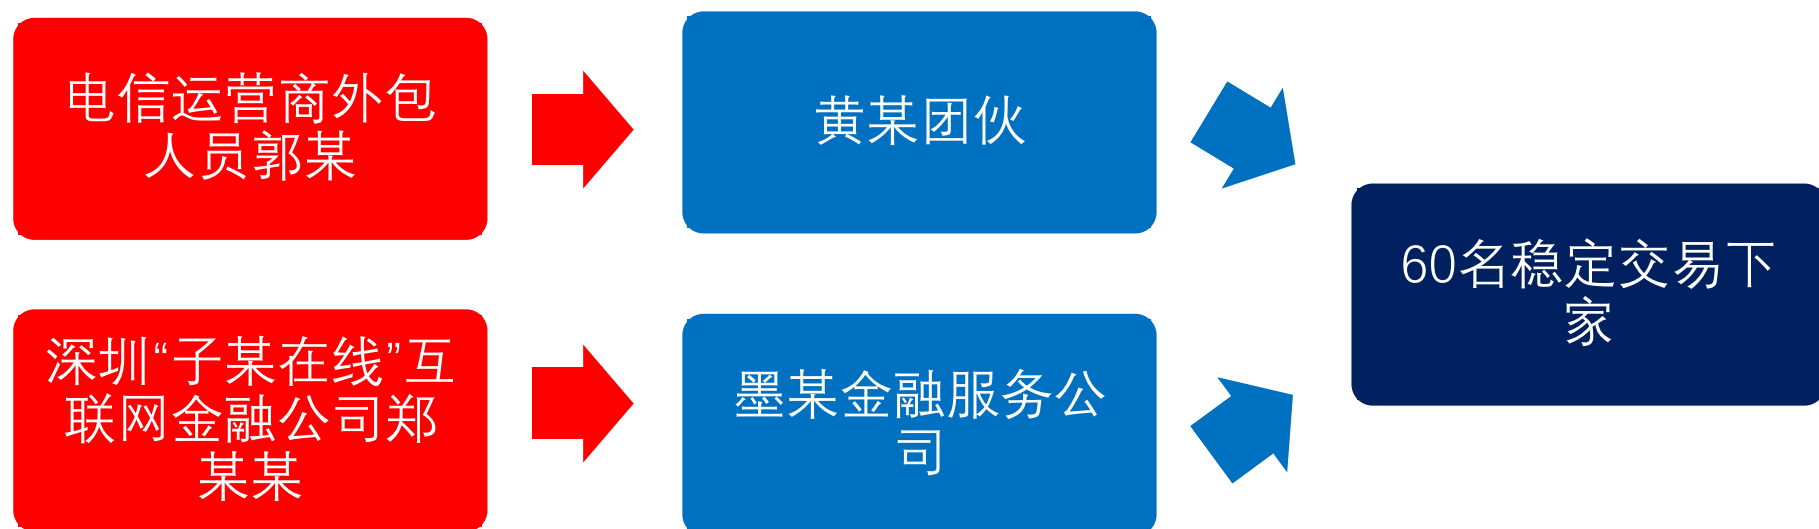 电信运营商外包
人员郭某
黄某团伙
60名稳定交易下
家
深圳“子某在线”互
联网金融公司郑
某某
墨某金融服务公
司